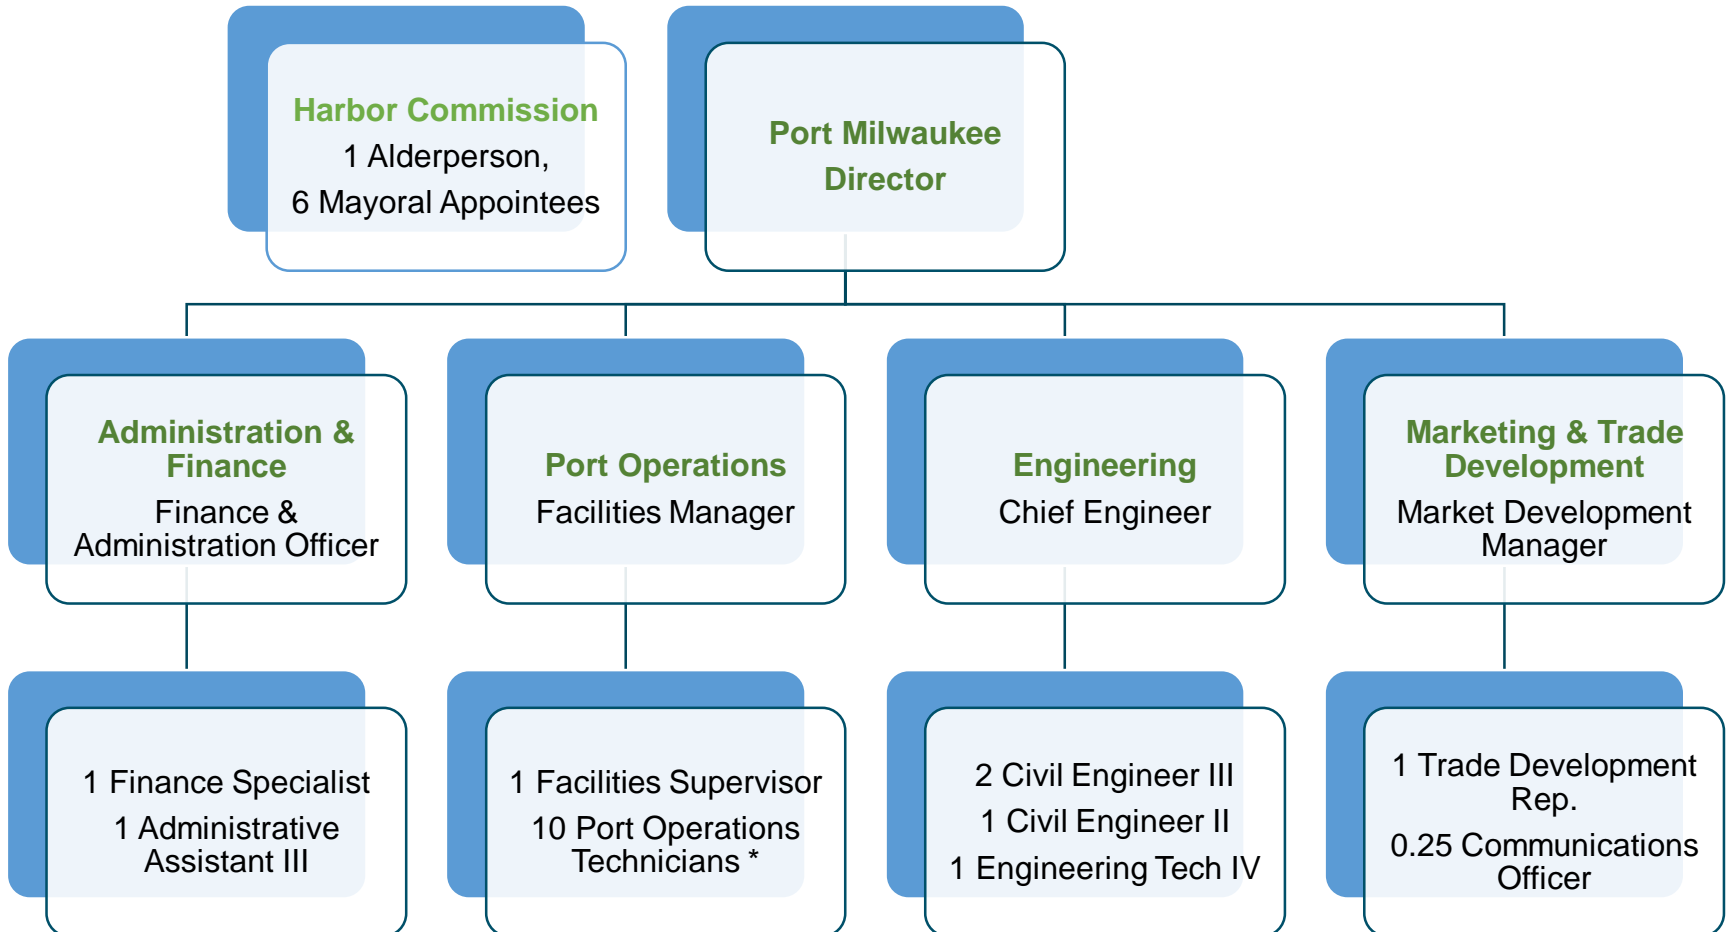 Harbor Commission
1 Alderperson,
6 Mayoral Appointees
Port Milwaukee
Director
Administration &
Finance
Finance &
Administration Officer
Port Operations
Facilities Manager
Engineering
Chief Engineer
Marketing & Trade
Development
Market Development
Manager
1 Finance Specialist
1 Administrative
Assistant III
1 Facilities Supervisor
10 Port Operations
Technicians *
2 Civil Engineer III
1 Civil Engineer II
1 Engineering Tech IV
1 Trade Development
Rep.
0.25 Communications
Officer